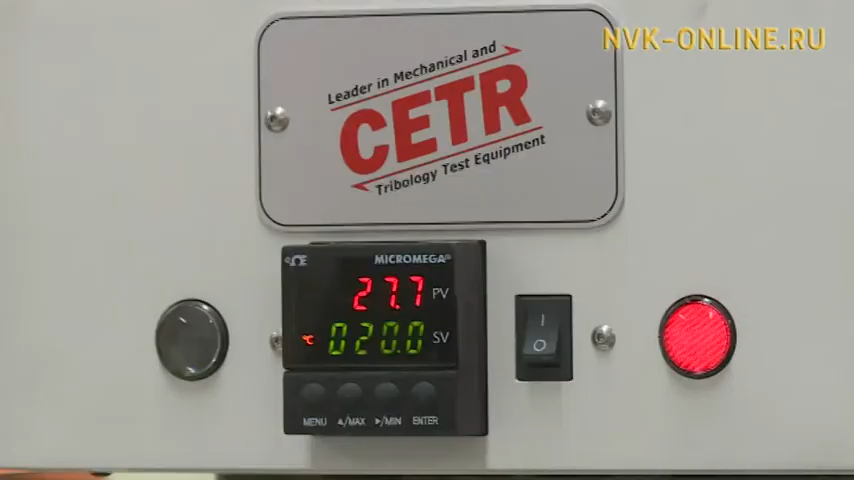 NVK-ONLINE.RU
Leader in Mechanical and
CETR
Tribology Test Equipment
MICROMEGA®
27.7 PV
°C 020.0 SV
MENU ▲/MAX ►/MIN ENTER
I
O